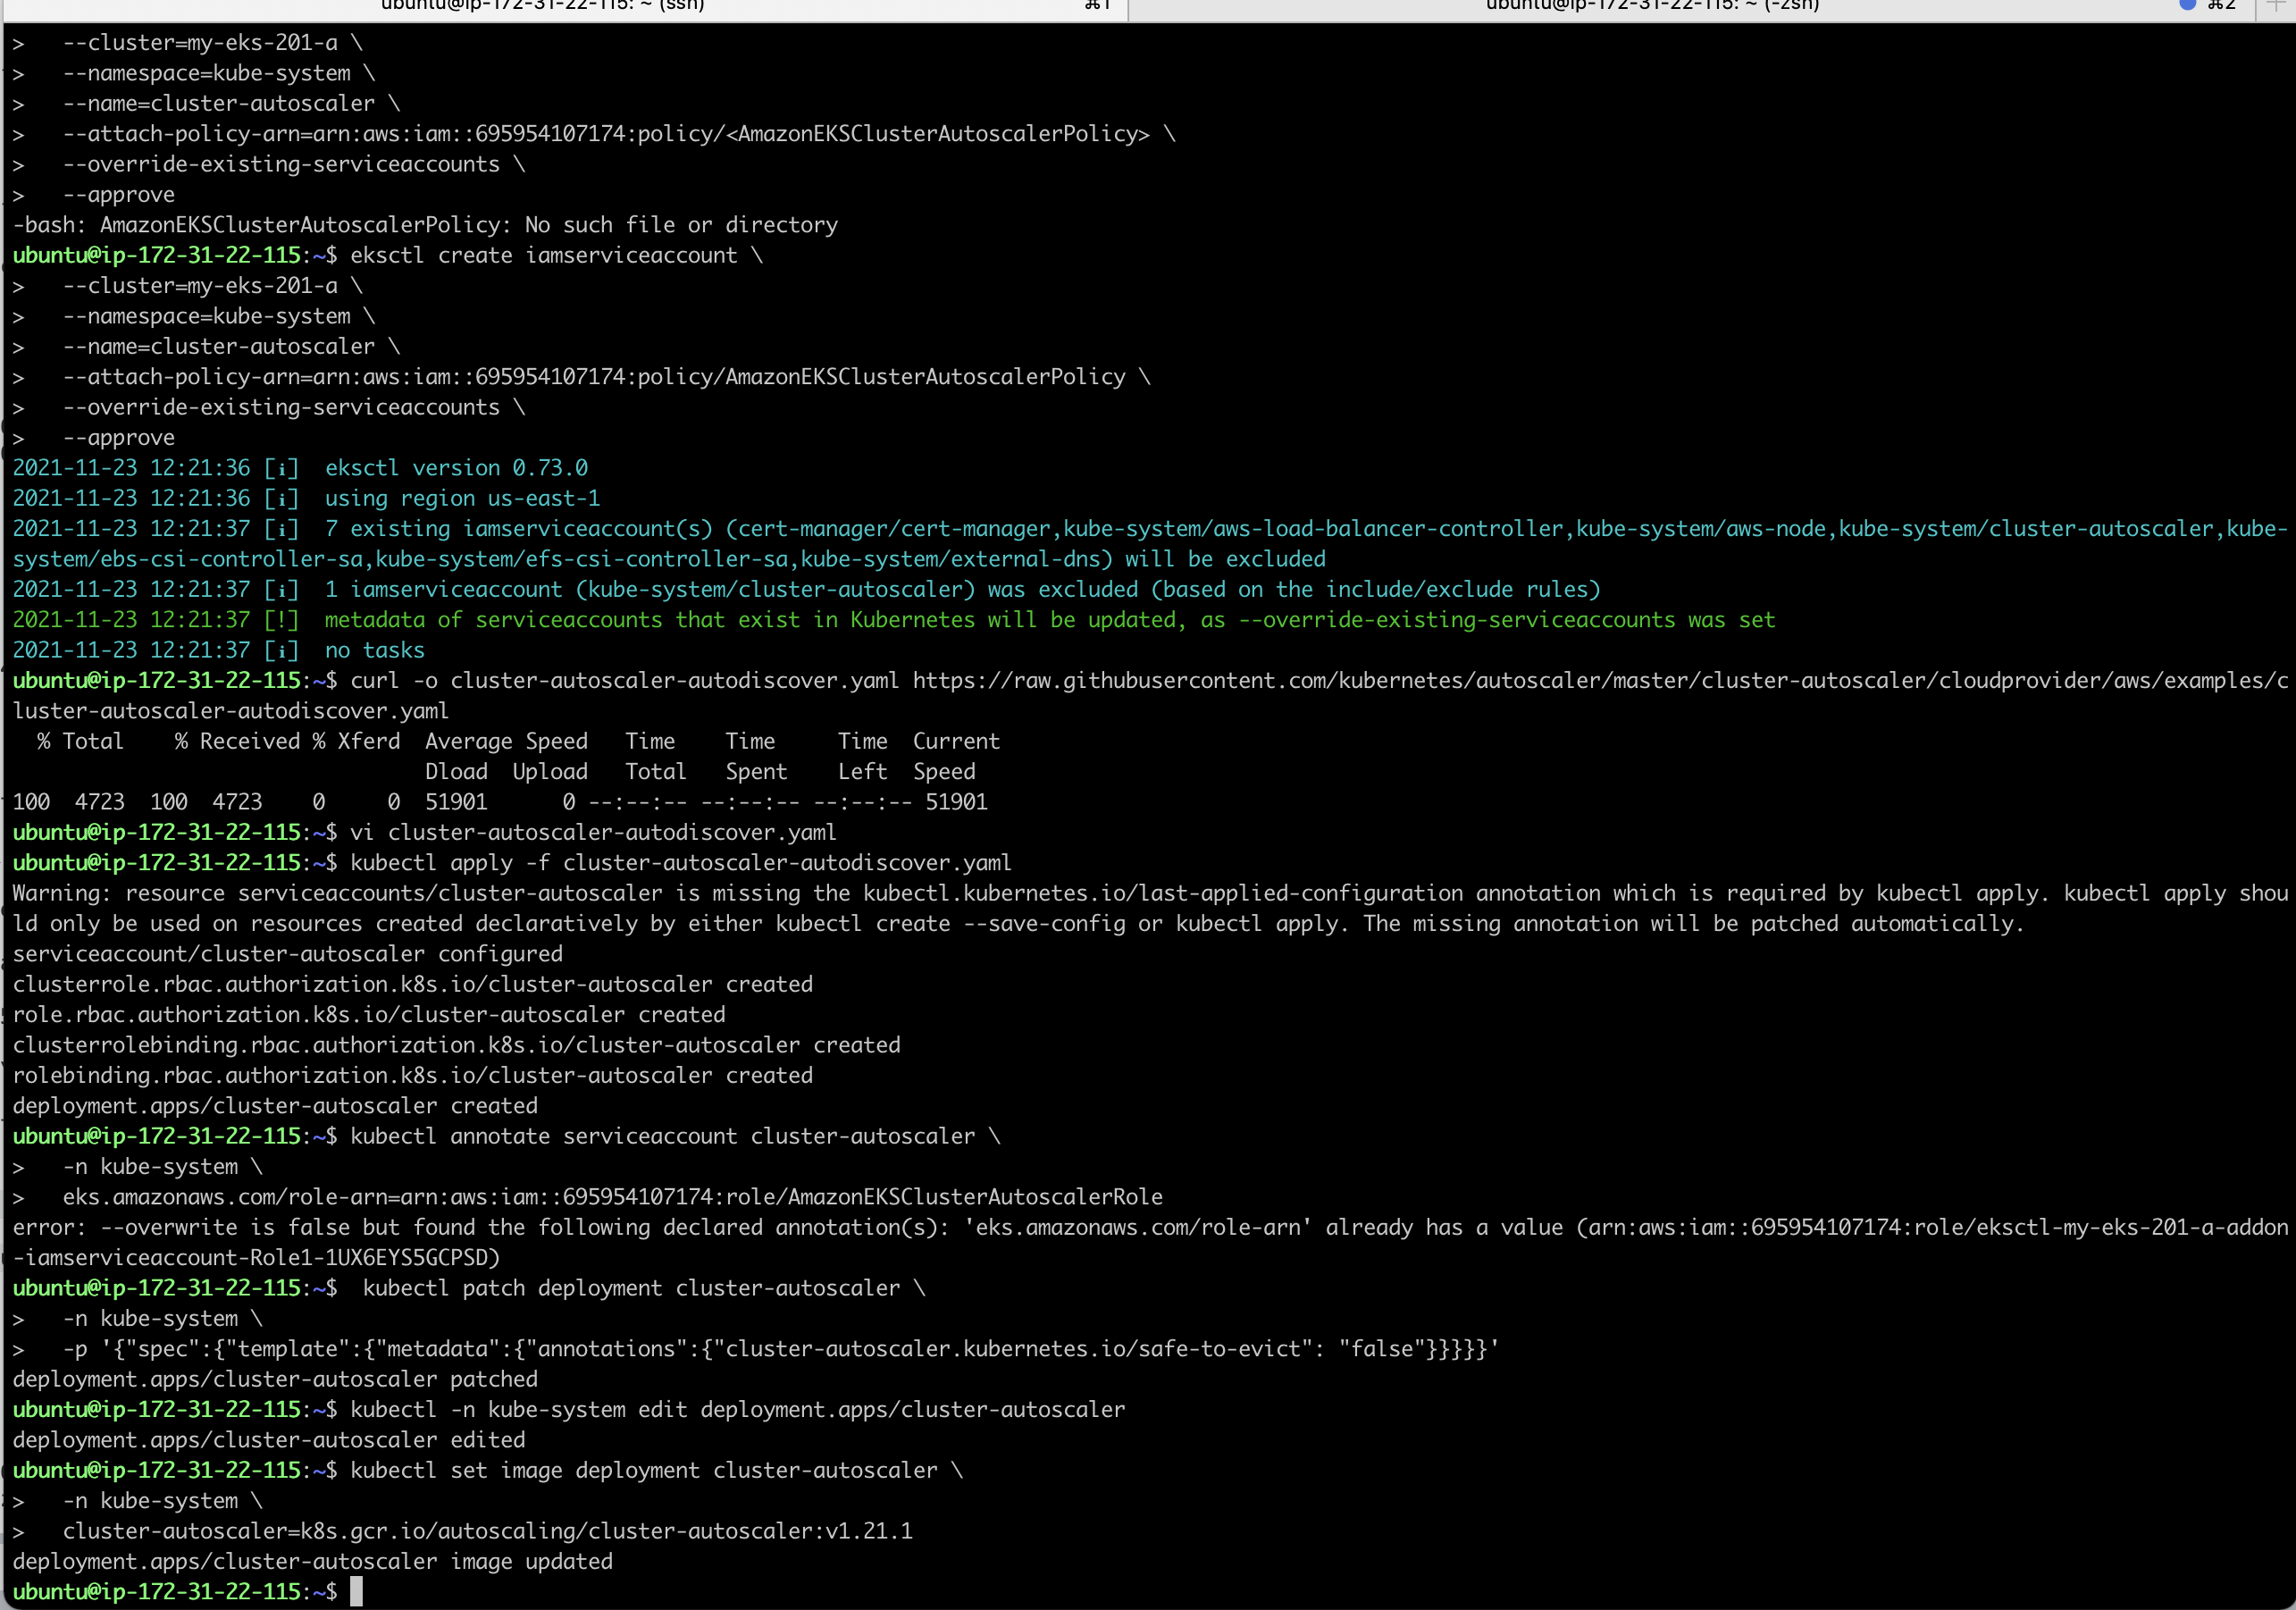 ubuntu@ip-172-31-22-115: ~ (ssh) ⌘1 ubuntu@ip-172-31-22-115: ~ (-zsh) ⌘2
>   --cluster=my-eks-201-a \
>   --namespace=kube-system \
>   --name=cluster-autoscaler \
>   --attach-policy-arn=arn:aws:iam::695954107174:policy/<AmazonEKSClusterAutoscalerPolicy> \
>   --override-existing-serviceaccounts \
>   --approve
-bash: AmazonEKSClusterAutoscalerPolicy: No such file or directory
ubuntu@ip-172-31-22-115:~$ eksctl create iamserviceaccount \
>   --cluster=my-eks-201-a \
>   --namespace=kube-system \
>   --name=cluster-autoscaler \
>   --attach-policy-arn=arn:aws:iam::695954107174:policy/AmazonEKSClusterAutoscalerPolicy \
>   --override-existing-serviceaccounts \
>   --approve
2021-11-23 12:21:36 [ℹ]  eksctl version 0.73.0
2021-11-23 12:21:36 [ℹ]  using region us-east-1
2021-11-23 12:21:37 [ℹ]  7 existing iamserviceaccount(s) (cert-manager/cert-manager,kube-system/aws-load-balancer-controller,kube-system/aws-node,kube-system/cluster-autoscaler,kube-
system/ebs-csi-controller-sa,kube-system/efs-csi-controller-sa,kube-system/external-dns) will be excluded
2021-11-23 12:21:37 [ℹ]  1 iamserviceaccount (kube-system/cluster-autoscaler) was excluded (based on the include/exclude rules)
2021-11-23 12:21:37 [!]  metadata of serviceaccounts that exist in Kubernetes will be updated, as --override-existing-serviceaccounts was set
2021-11-23 12:21:37 [ℹ]  no tasks
ubuntu@ip-172-31-22-115:~$ curl -o cluster-autoscaler-autodiscover.yaml https://raw.githubusercontent.com/kubernetes/autoscaler/master/cluster-autoscaler/cloudprovider/aws/examples/c
luster-autoscaler-autodiscover.yaml
  % Total    % Received % Xferd  Average Speed   Time    Time     Time  Current
                                 Dload  Upload   Total   Spent    Left  Speed
100  4723  100  4723    0     0  51901      0 --:--:-- --:--:-- --:--:-- 51901
ubuntu@ip-172-31-22-115:~$ vi cluster-autoscaler-autodiscover.yaml
ubuntu@ip-172-31-22-115:~$ kubectl apply -f cluster-autoscaler-autodiscover.yaml
Warning: resource serviceaccounts/cluster-autoscaler is missing the kubectl.kubernetes.io/last-applied-configuration annotation which is required by kubectl apply. kubectl apply shou
ld only be used on resources created declaratively by either kubectl create --save-config or kubectl apply. The missing annotation will be patched automatically.
serviceaccount/cluster-autoscaler configured
clusterrole.rbac.authorization.k8s.io/cluster-autoscaler created
role.rbac.authorization.k8s.io/cluster-autoscaler created
clusterrolebinding.rbac.authorization.k8s.io/cluster-autoscaler created
rolebinding.rbac.authorization.k8s.io/cluster-autoscaler created
deployment.apps/cluster-autoscaler created
ubuntu@ip-172-31-22-115:~$ kubectl annotate serviceaccount cluster-autoscaler \
>   -n kube-system \
>   eks.amazonaws.com/role-arn=arn:aws:iam::695954107174:role/AmazonEKSClusterAutoscalerRole
error: --overwrite is false but found the following declared annotation(s): 'eks.amazonaws.com/role-arn' already has a value (arn:aws:iam::695954107174:role/eksctl-my-eks-201-a-addon
-iamserviceaccount-Role1-1UX6EYS5GCPSD)
ubuntu@ip-172-31-22-115:~$  kubectl patch deployment cluster-autoscaler \
>   -n kube-system \
>   -p '{"spec":{"template":{"metadata":{"annotations":{"cluster-autoscaler.kubernetes.io/safe-to-evict": "false"}}}}}'
deployment.apps/cluster-autoscaler patched
ubuntu@ip-172-31-22-115:~$ kubectl -n kube-system edit deployment.apps/cluster-autoscaler
deployment.apps/cluster-autoscaler edited
ubuntu@ip-172-31-22-115:~$ kubectl set image deployment cluster-autoscaler \
>   -n kube-system \
>   cluster-autoscaler=k8s.gcr.io/autoscaling/cluster-autoscaler:v1.21.1
deployment.apps/cluster-autoscaler image updated
ubuntu@ip-172-31-22-115:~$